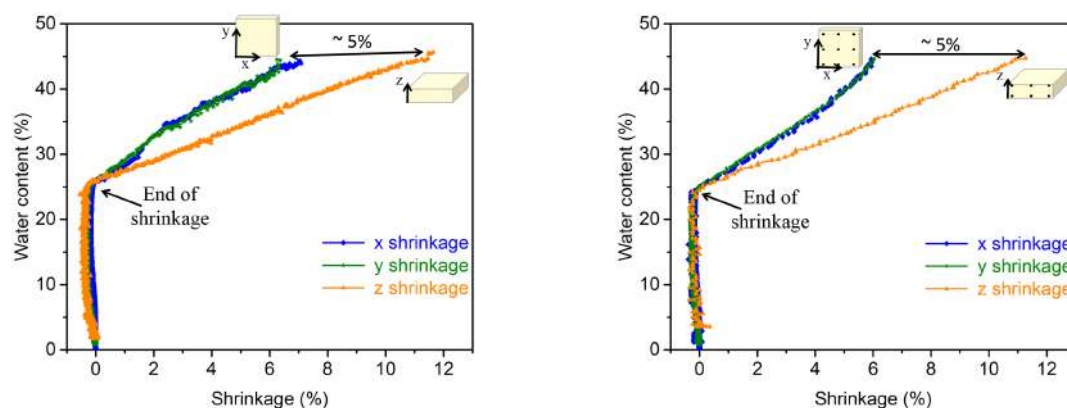 50
40
30
20
10
0
Water content (%)
y
x
~ 5%
z
End of
shrinkage
x shrinkage
y shrinkage
z shrinkage
0 2 4 6 8 10 12
Shrinkage (%)
50
40
30
20
10
0
Water content (%)
y
x
~ 5%
z
End of
shrinkage
x shrinkage
y shrinkage
z shrinkage
0 2 4 6 8 10 12
Shrinkage (%)